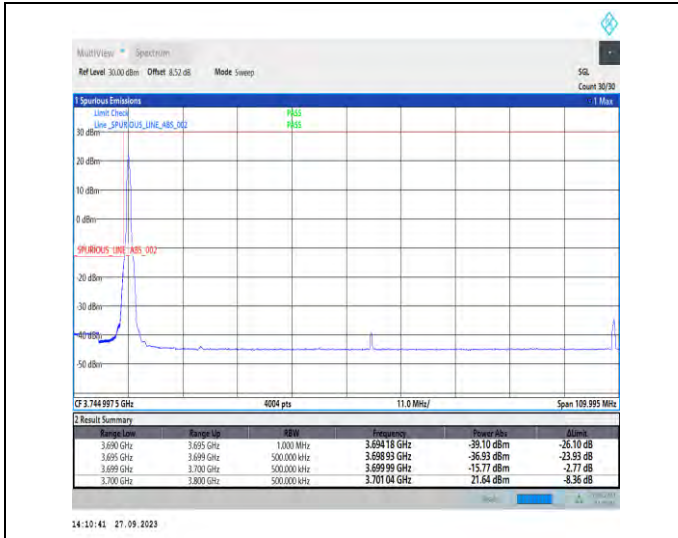 MultiView Spectrum
Ref Level 30.00 dBm Offset 8.52 dB Mode Sweep SGL
Count 30/30
1 Spurious Emissions 1 Max
Limit Check PASS
Line _SPURIOUS_LINE_ABS_002 PASS
30 dBm
20 dBm
10 dBm
0 dBm
SPURIOUS_LINE_ABS_002
-20 dBm
-30 dBm
-40 dBm
-50 dBm
CF 3.744 997 5 GHz 4004 pts 11.0 MHz/ Span 109.995 MHz
2 Result Summary
Range Low Range Up RBW Frequency Power Abs ΔLimit
3.690 GHz 3.695 GHz 1.000 MHz 3.694 18 GHz -39.10 dBm -26.10 dB
3.695 GHz 3.699 GHz 500.000 kHz 3.698 93 GHz -36.93 dBm -23.93 dB
3.699 GHz 3.700 GHz 500.000 kHz 3.699 99 GHz -15.77 dBm -2.77 dB
3.700 GHz 3.800 GHz 500.000 kHz 3.701 04 GHz 21.64 dBm -8.36 dB
14:10:41 27.09.2023